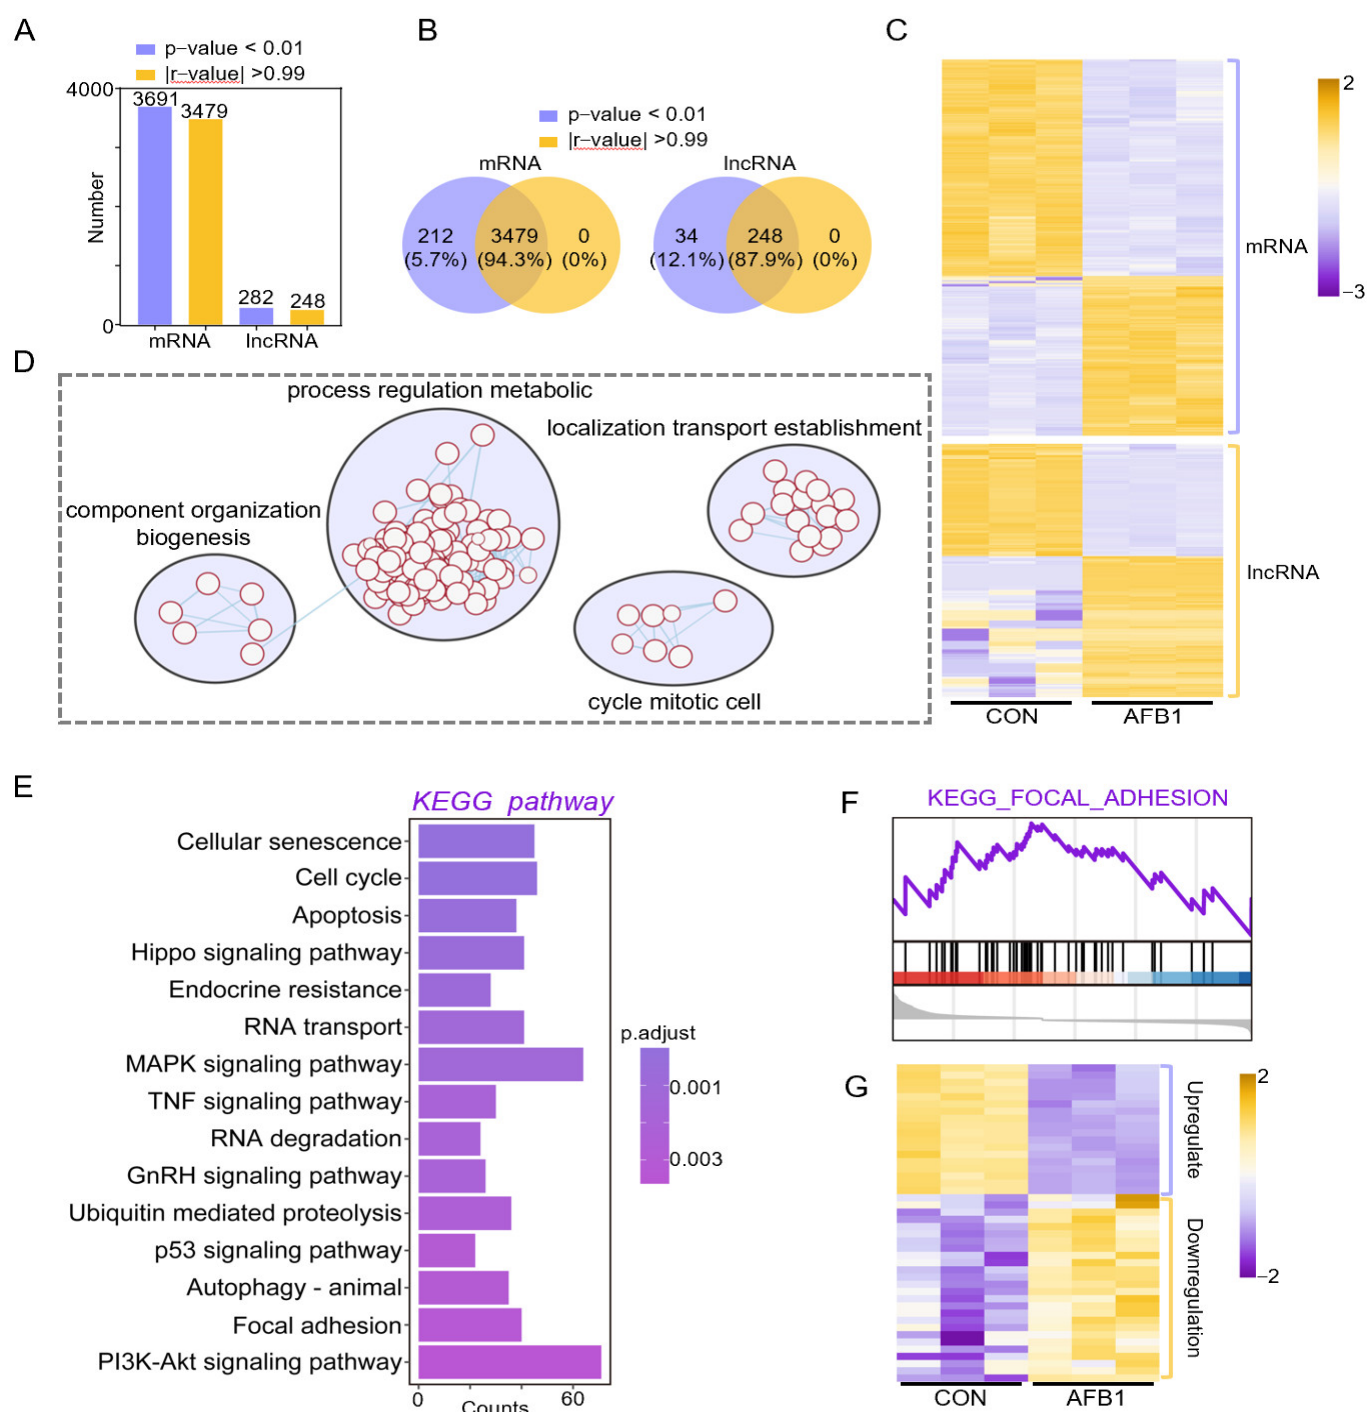 A
p-value < 0.01
|r-value| >0.99
4000
3691
3479
Number
282
248
0
mRNA
lncRNA
B
p-value < 0.01
|r-value| >0.99
mRNA
lncRNA
212
3479
0
(5.7%)
(94.3%)
(0%)
34
248
0
(12.1%)
(87.9%)
(0%)
C
2
-3
mRNA
lncRNA
CON
AFB1
D
process regulation metabolic
localization transport establishment
component organization
biogenesis
cycle mitotic cell
E
KEGG pathway
Cellular senescence
Cell cycle
Apoptosis
Hippo signaling pathway
Endocrine resistance
RNA transport
MAPK signaling pathway
TNF signaling pathway
RNA degradation
GnRH signaling pathway
Ubiquitin mediated proteolysis
p53 signaling pathway
Autophagy - animal
Focal adhesion
PI3K-Akt signaling pathway
0
60
Counts
p.adjust
0.001
0.003
F
KEGG_FOCAL_ADHESION
G
2
-2
Upregulate
Downregulation
CON
AFB1